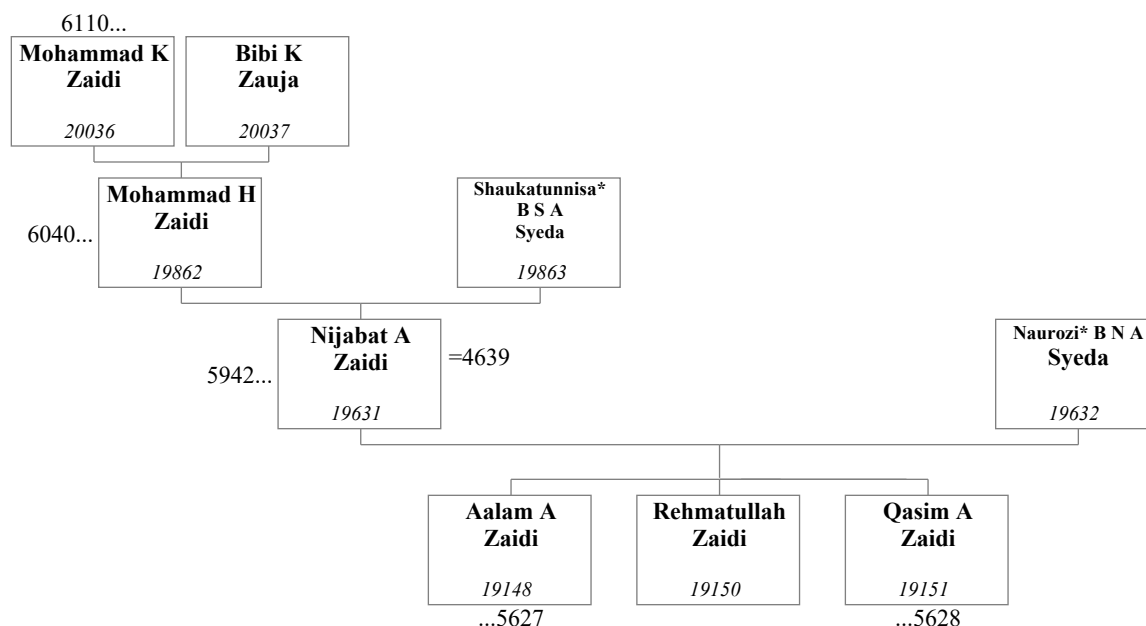 6110...
Mohammad K
Zaidi
20036
Bibi K
Zauja
20037
Mohammad H
Zaidi
19862
6040...
Shaukatunnisa*
B S A
Syeda
19863
Nijabat A
Zaidi
19631
5942...
=4639
Naurozi* B N A
Syeda
19632
Aalam A
Zaidi
19148
...5627
Rehmatullah
Zaidi
19150
Qasim A
Zaidi
19151
...5628